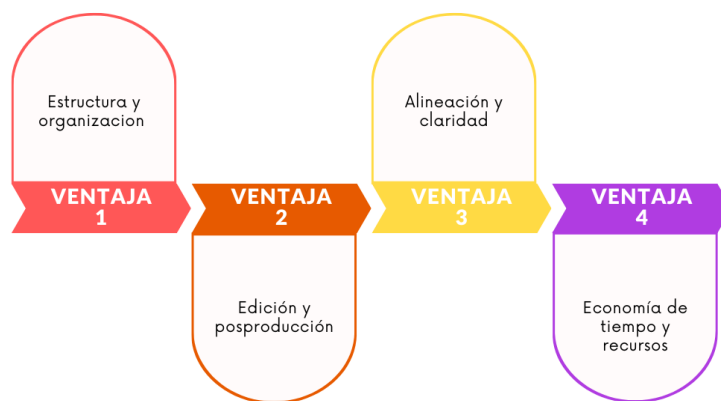 Estructura y
organizacion
VENTAJA
1
VENTAJA
2
Edición y
posproducción
Alineación y
claridad
VENTAJA
3
VENTAJA
4
Economía de
tiempo y
recursos